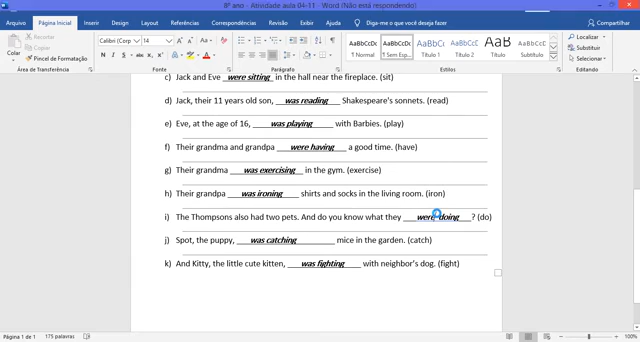 8º ano - Atividade aula 04-11 - Word (Não está respondendo)
Arquivo Página Inicial Inserir Design Layout Referências Correspondências Revisão Exibir Ajuda Diga-me o que você deseja fazer Compartilhar
Colar
Recortar
Copiar
Pincel de Formatação
Área de Transferência
Calibri (Corp 14
N I S abc
Fonte
Parágrafo
AaBbCcDc AaBbCcDc AaBbC AaBbCc AaB AaBbCcD
1 Normal 1 Sem Esp... Título 1 Título 2 Título Subtítulo
Estilos
Localizar
Substituir
Selecionar
Edição
c) Jack and Eve were sitting in the hall near the fireplace. (sit)
d) Jack, their 11 years old son, was reading Shakespeare's sonnets. (read)
e) Eve, at the age of 16, was playing with Barbies. (play)
f) Their grandma and grandpa were having a good time. (have)
g) Their grandma was exercising in the gym. (exercise)
h) Their grandpa was ironing shirts and socks in the living room. (iron)
i) The Thompsons also had two pets. And do you know what they were doing ? (do)
j) Spot, the puppy, was catching mice in the garden. (catch)
k) And Kitty, the little cute kitten, was fighting with neighbor's dog. (fight)
Página 1 de 1 175 palavras 100%